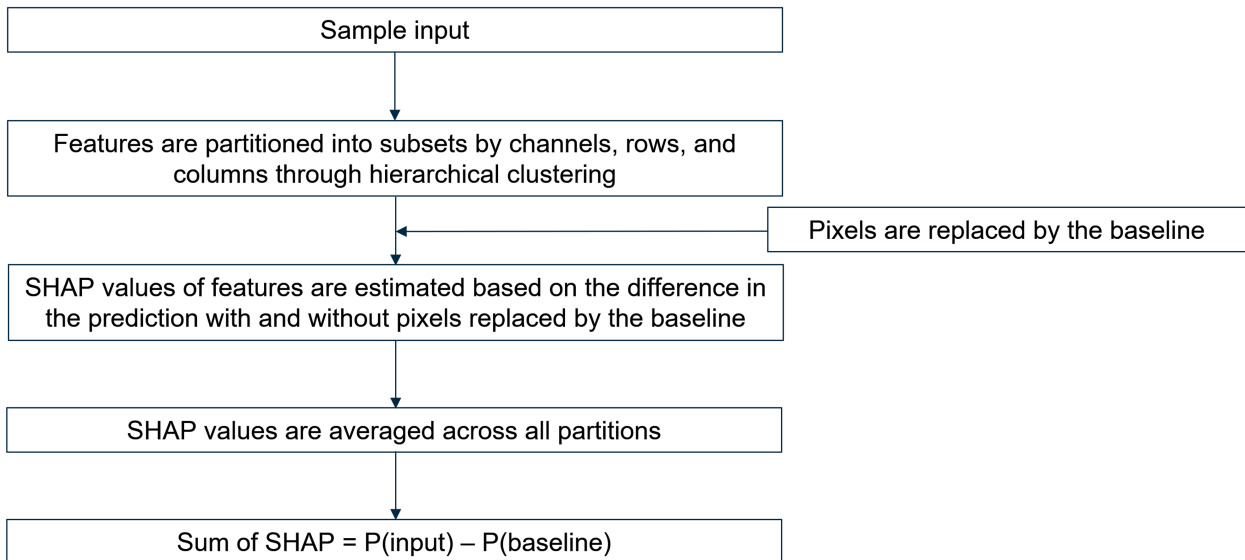 Sample input
Features are partitioned into subsets by channels, rows, and
columns through hierarchical clustering
Pixels are replaced by the baseline
SHAP values of features are estimated based on the difference in
the prediction with and without pixels replaced by the baseline
SHAP values are averaged across all partitions
Sum of SHAP = P(input) – P(baseline)